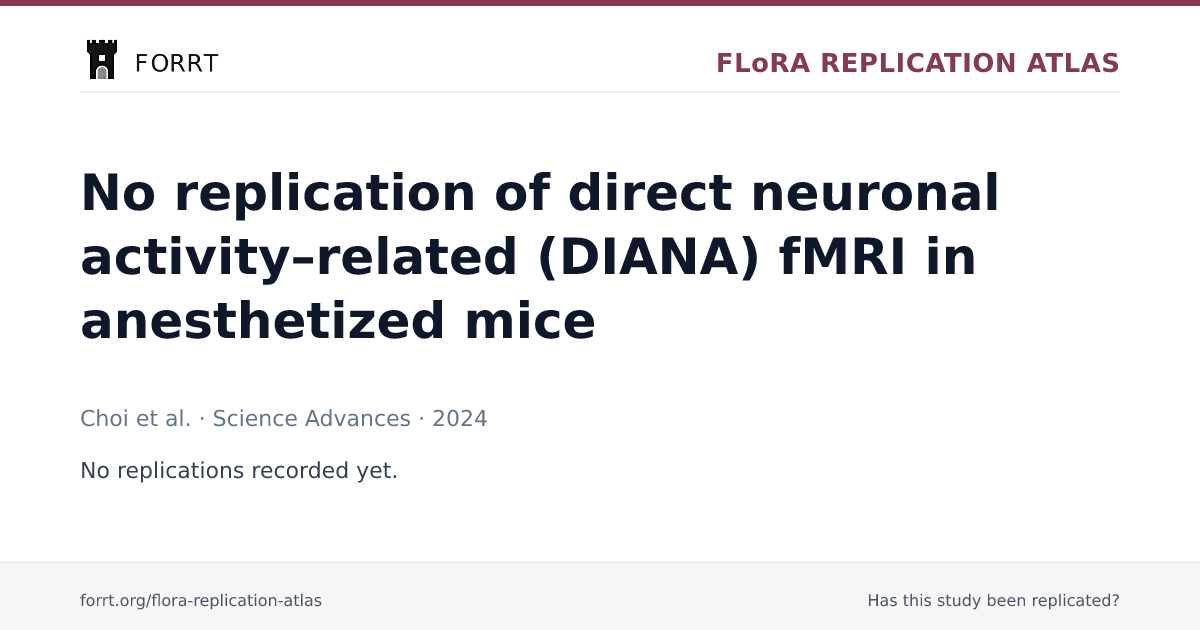 FORRT
FLoRA REPLICATION ATLAS
No replication of direct neuronal
activity–related (DIANA) fMRI in
anesthetized mice
Choi et al. · Science Advances · 2024
No replications recorded yet.
forrt.org/flora-replication-atlas
Has this study been replicated?